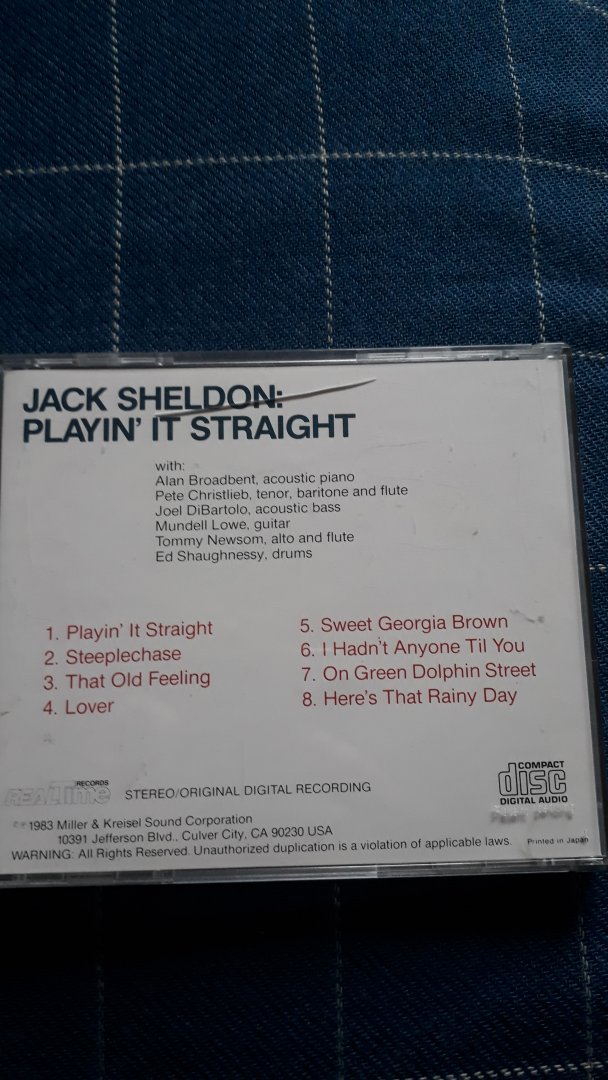 JACK SHELDON:
PLAYIN' IT STRAIGHT
with:
Alan Broadbent, acoustic piano
Pete Christlieb, tenor, baritone and flute
Joel DiBartolo, acoustic bass
Mundell Lowe, guitar
Tommy Newsom, alto and flute
Ed Shaughnessy, drums
1. Playin' It Straight
2. Steeplechase
3. That Old Feeling
4. Lover
5. Sweet Georgia Brown
6. I Hadn't Anyone Til You
7. On Green Dolphin Street
8. Here's That Rainy Day
RECORDS
REALTime
STEREO/ORIGINAL DIGITAL RECORDING
COMPACT
disc
DIGITAL AUDIO
©℗1983 Miller & Kreisel Sound Corporation
10391 Jefferson Blvd., Culver City, CA 90230 USA
WARNING: All Rights Reserved. Unauthorized duplication is a violation of applicable laws.
Printed in Japan